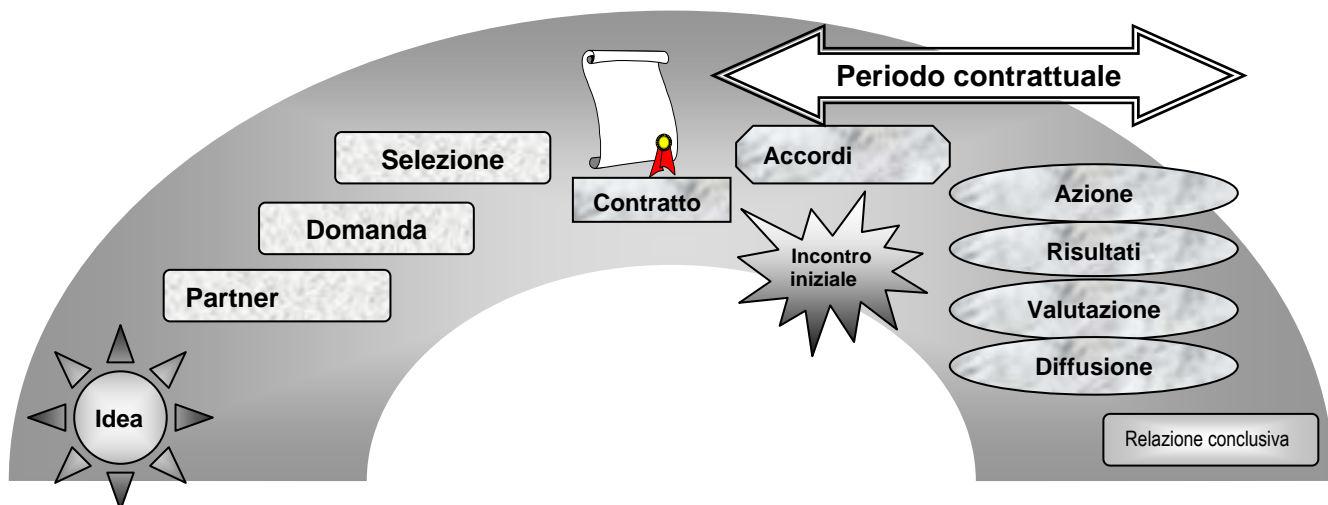 Periodo contrattuale
Selezione
Accordi
Contratto
Azione
Domanda
Incontro
iniziale
Risultati
Partner
Valutazione
Diffusione
Idea
Relazione conclusiva